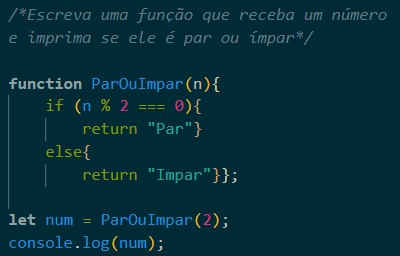 /*Escreva uma função que receba um número
e imprima se ele é par ou ímpar*/
function ParOuImpar(n){
if (n % 2 === 0){
return "Par"}
else{
return "Impar"}};
let num = ParOuImpar(2);
console.log(num);